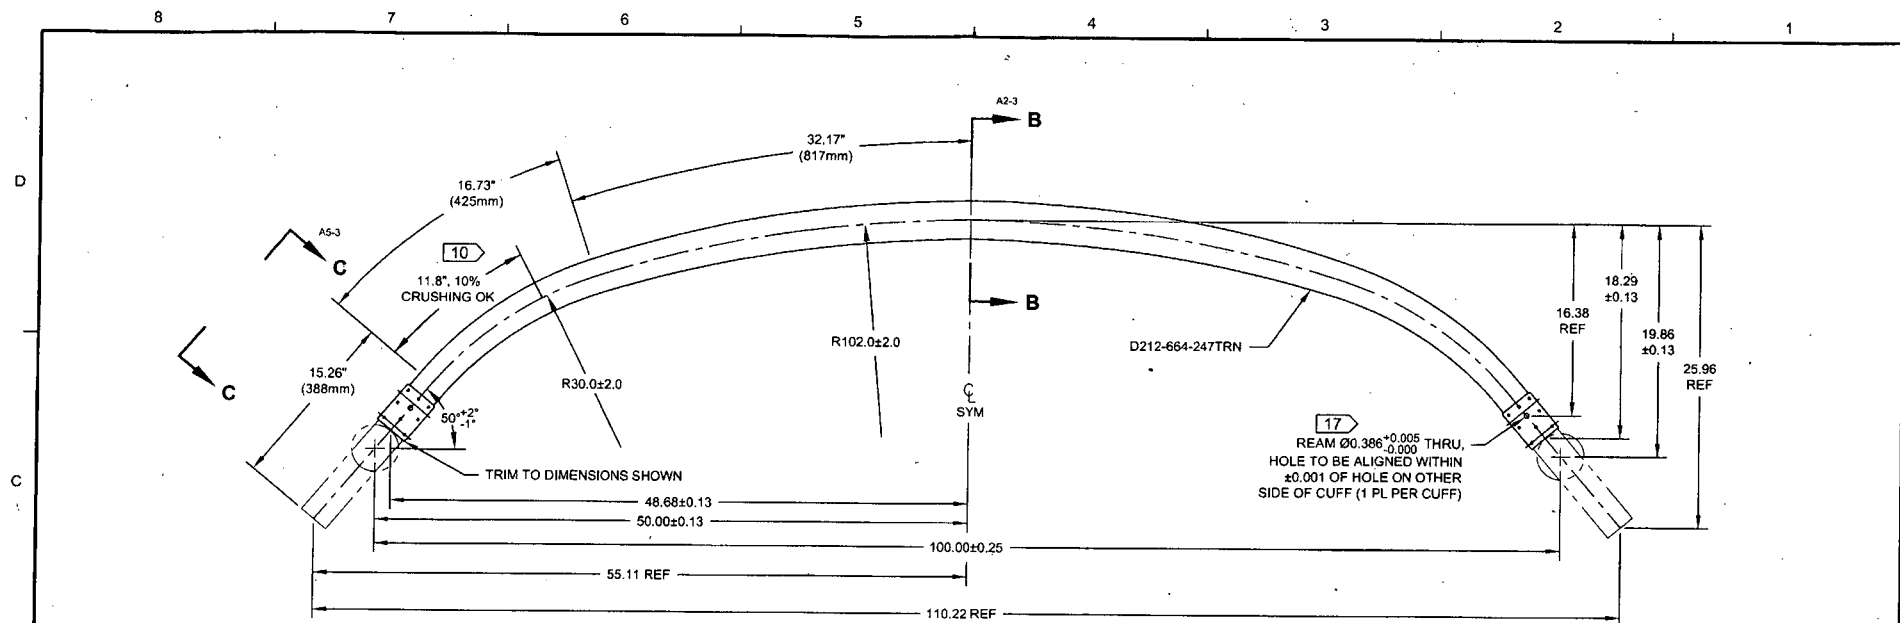 8 7 6 5 4 3 2 1
D
C
A2-3
B
B
32.17"
(817mm)
16.73"
(425mm)
A5-3
C
C
10
11.8", 10%
CRUSHING OK
15.26"
(388mm)
50° +2°
-1°
R30.0±2.0
R102.0±2.0
CL
SYM
D212-664-247TRN
16.38
REF
18.29
±0.13
19.86
±0.13
25.96
REF
17
REAM Ø0.386 +0.005
-0.000 THRU,
HOLE TO BE ALIGNED WITHIN
±0.001 OF HOLE ON OTHER
SIDE OF CUFF (1 PL PER CUFF)
TRIM TO DIMENSIONS SHOWN
48.68±0.13
50.00±0.13
100.00±0.25
55.11 REF
110.22 REF